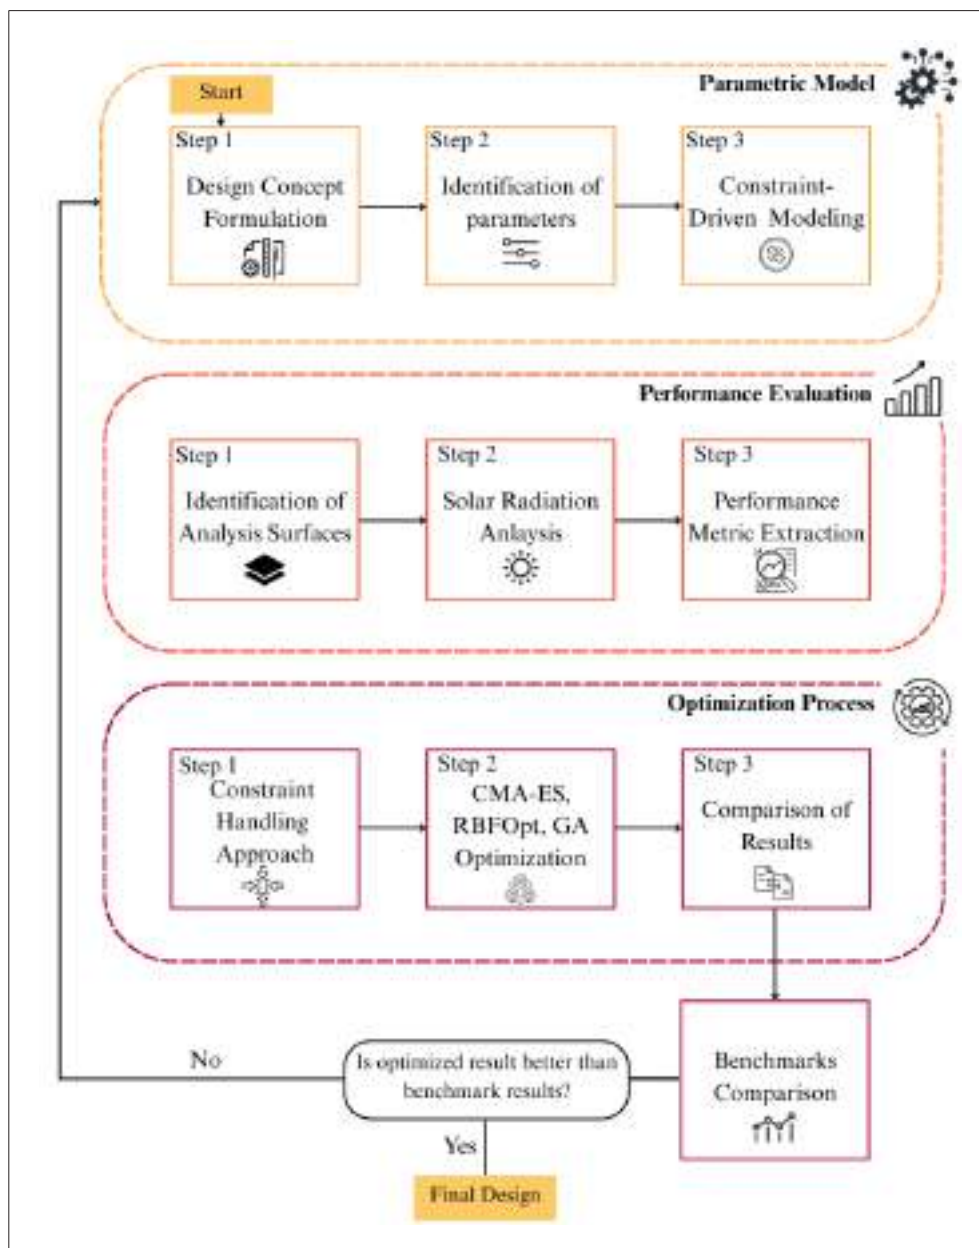 Parametric Model
Start
Step 1
Design Concept
Formulation
Step 2
Identification of
parameters
Step 3
Constraint-
Driven Modeling
Performance Evaluation
Step 1
Identification of
Analysis Surfaces
Step 2
Solar Radiation
Anlaysis
Step 3
Performance
Metric Extraction
Optimization Process
Step 1
Constraint
Handling
Approach
Step 2
CMA-ES,
RBFOpt, GA
Optimization
Step 3
Comparison of
Results
Benchmarks
Comparison
Is optimized result better than
benchmark results?
No
Yes
Final Design